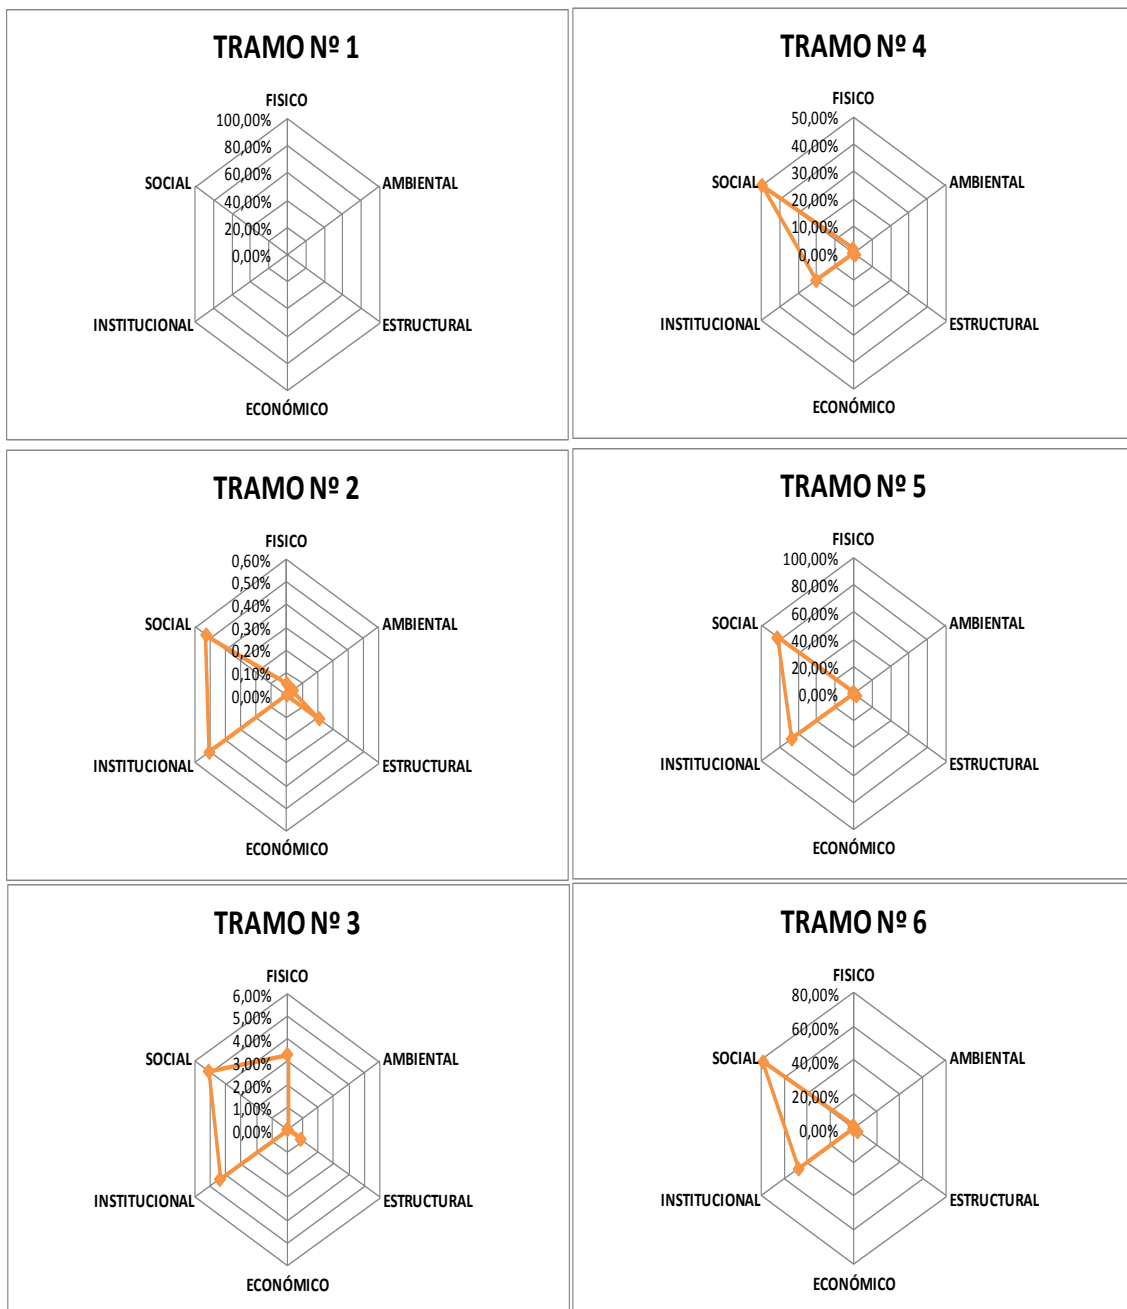 TRAMO Nº 1
FISICO
100,00%
80,00%
60,00%
40,00%
20,00%
0,00%
SOCIAL
AMBIENTAL
INSTITUCIONAL
ESTRUCTURAL
ECONÓMICO
TRAMO Nº 4
FISICO
50,00%
40,00%
30,00%
20,00%
10,00%
0,00%
SOCIAL
AMBIENTAL
INSTITUCIONAL
ESTRUCTURAL
ECONÓMICO
TRAMO Nº 2
FISICO
0,60%
0,50%
0,40%
0,30%
0,20%
0,10%
0,00%
SOCIAL
AMBIENTAL
INSTITUCIONAL
ESTRUCTURAL
ECONÓMICO
TRAMO Nº 5
FISICO
100,00%
80,00%
60,00%
40,00%
20,00%
0,00%
SOCIAL
AMBIENTAL
INSTITUCIONAL
ESTRUCTURAL
ECONÓMICO
TRAMO Nº 3
FISICO
6,00%
5,00%
4,00%
3,00%
2,00%
1,00%
0,00%
SOCIAL
AMBIENTAL
INSTITUCIONAL
ESTRUCTURAL
ECONÓMICO
TRAMO Nº 6
FISICO
80,00%
60,00%
40,00%
20,00%
0,00%
SOCIAL
AMBIENTAL
INSTITUCIONAL
ESTRUCTURAL
ECONÓMICO